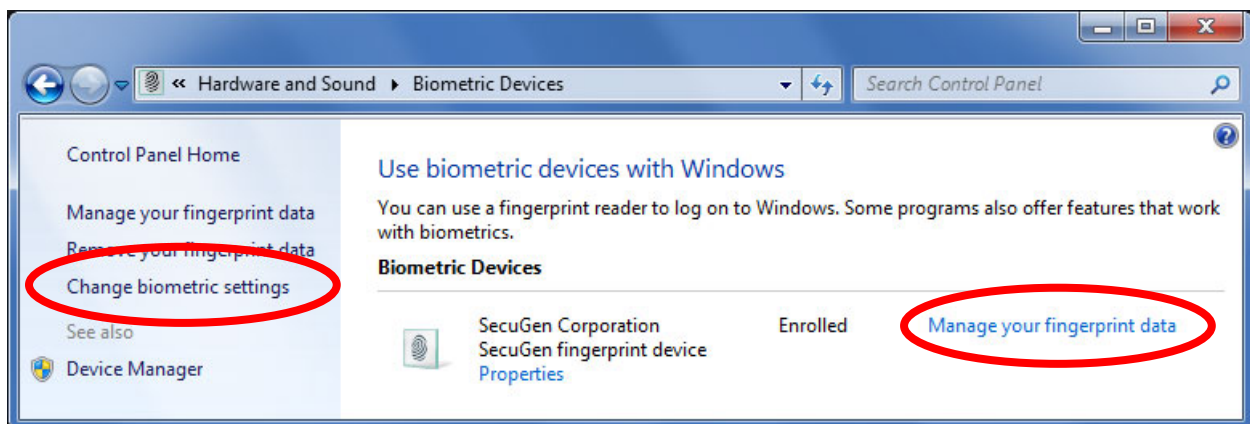 « Hardware and Sound ▸ Biometric Devices
Search Control Panel
Control Panel Home
Manage your fingerprint data
Remove your fingerprint data
Change biometric settings
See also
Device Manager
Use biometric devices with Windows
You can use a fingerprint reader to log on to Windows. Some programs also offer features that work
with biometrics.
Biometric Devices
SecuGen Corporation
SecuGen fingerprint device
Properties
Enrolled
Manage your fingerprint data